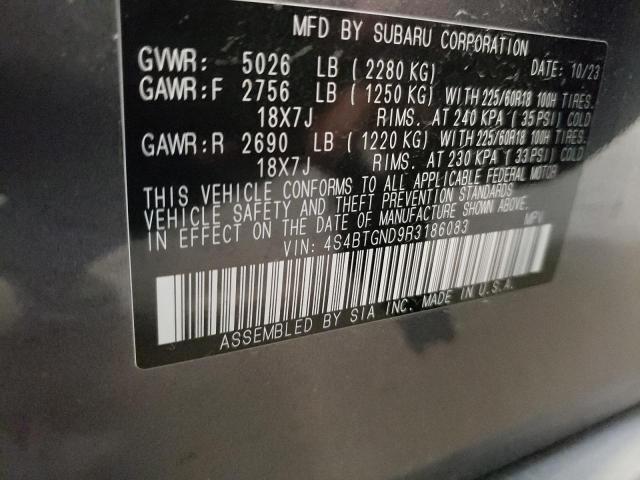 MFD BY SUBARU CORPORATION
GVWR: 5026 LB ( 2280 KG) DATE: 10/23
GAWR:F 2756 LB ( 1250 KG) WITH 225/60R18 100H TIRES.
18X7J RIMS. AT 240 KPA ( 35 PSI) COLD
GAWR:R 2690 LB ( 1220 KG) WITH 225/60R18 100H TIRES.
18X7J RIMS. AT 230 KPA ( 33 PSI) COLD
THIS VEHICLE CONFORMS TO ALL APPLICABLE FEDERAL MOTOR
VEHICLE SAFETY AND THEFT PREVENTION STANDARDS
IN EFFECT ON THE DATE OF MANUFACTURE SHOWN ABOVE.
VIN: 4S4BTGND9R3186083 MPV
ASSEMBLED BY SIA INC. MADE IN U.S.A.